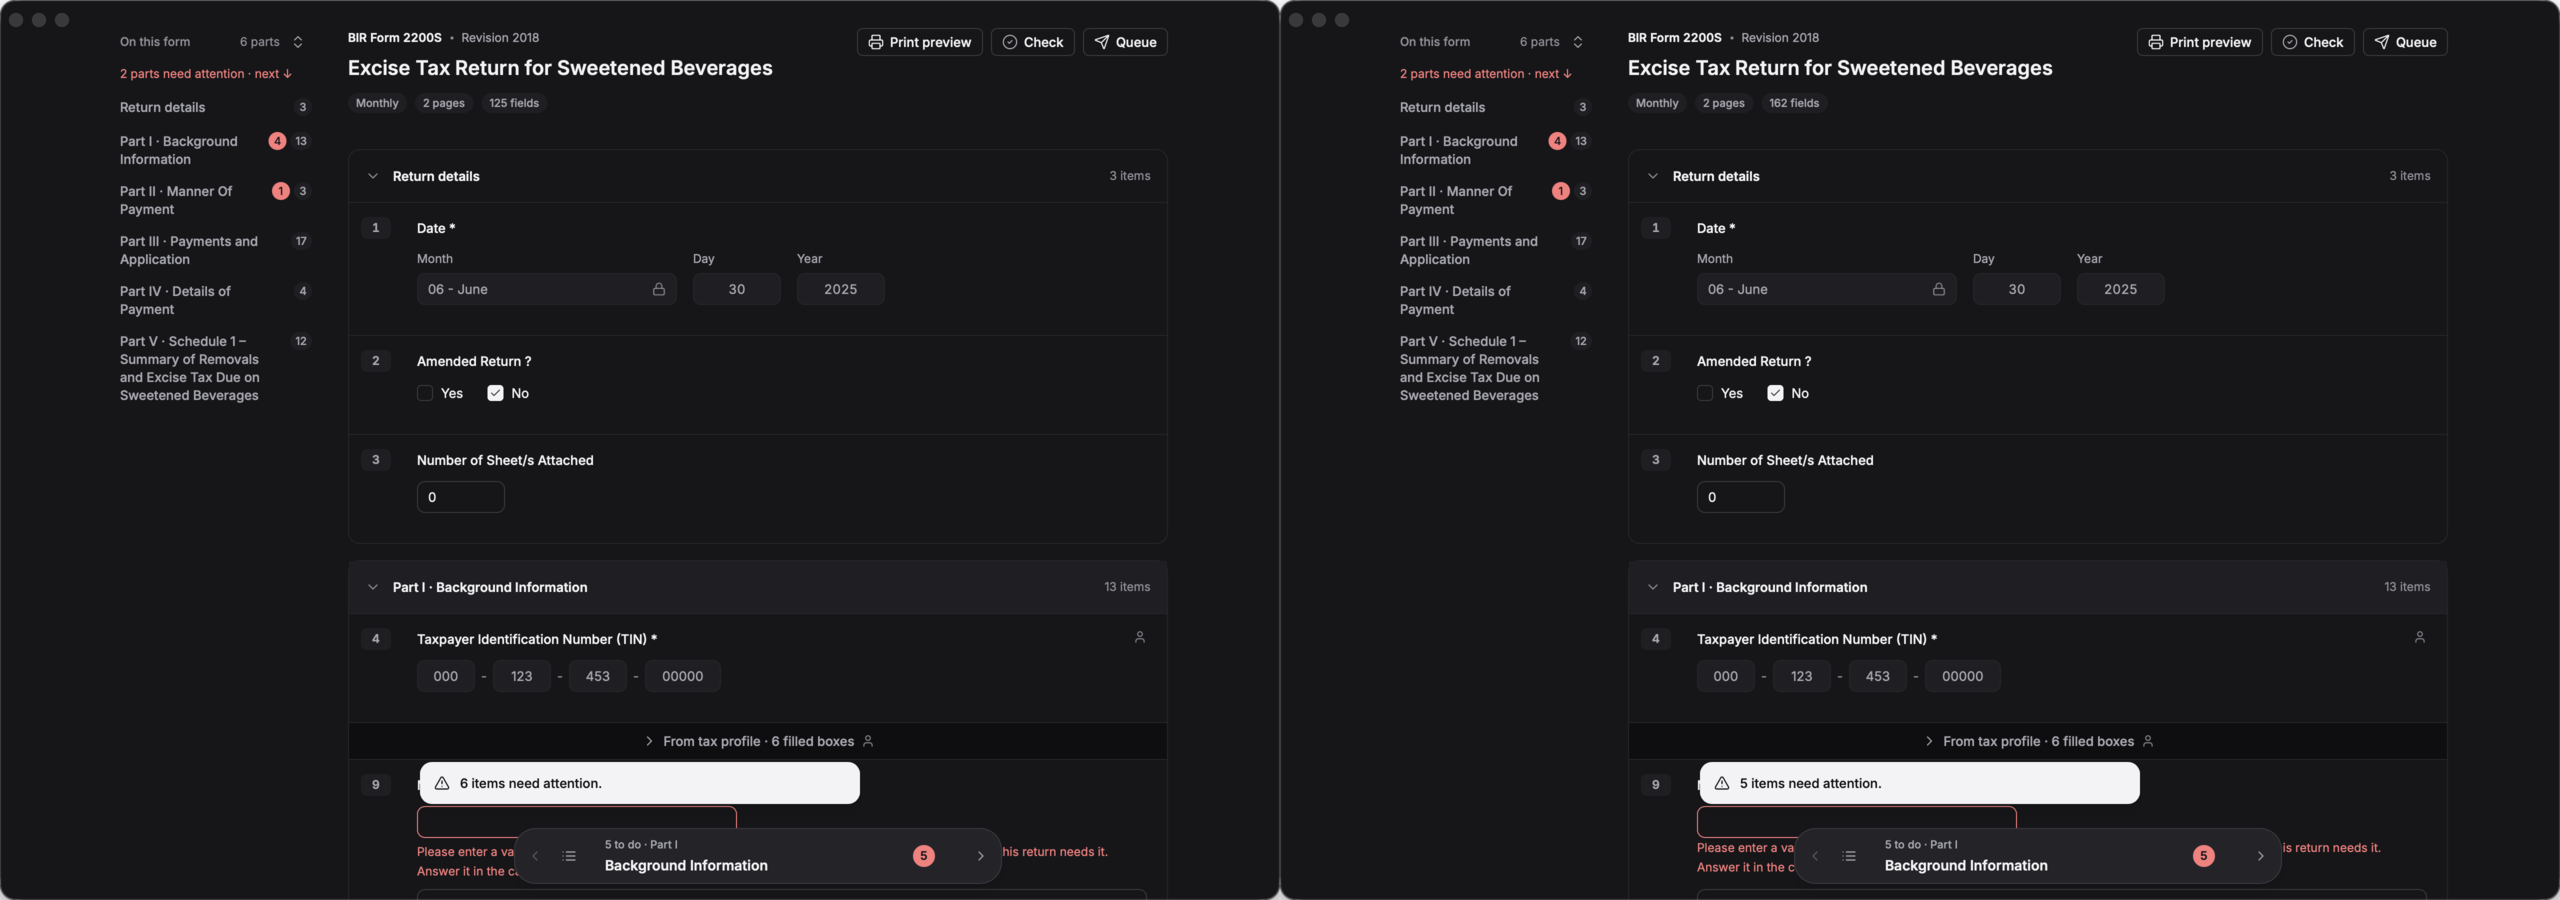 On this form 6 parts
2 parts need attention · next ↓
Return details 3
Part I · Background Information 4 13
Part II · Manner Of Payment 1 3
Part III · Payments and Application 17
Part IV · Details of Payment 4
Part V · Schedule 1 – Summary of Removals and Excise Tax Due on Sweetened Beverages 12
BIR Form 2200S • Revision 2018
Excise Tax Return for Sweetened Beverages
Monthly 2 pages 125 fields
Print preview Check Queue
Return details 3 items
1 Date *
Month Day Year
06 - June 30 2025
2 Amended Return ?
Yes No
3 Number of Sheet/s Attached
0
Part I · Background Information 13 items
4 Taxpayer Identification Number (TIN) *
000 - 123 - 453 - 00000
From tax profile · 6 filled boxes
9
6 items need attention.
Please enter a va
his return needs it.
Answer it in the c
5 to do · Part I
Background Information 5
On this form 6 parts
2 parts need attention · next ↓
Return details 3
Part I · Background Information 4 13
Part II · Manner Of Payment 1 3
Part III · Payments and Application 17
Part IV · Details of Payment 4
Part V · Schedule 1 – Summary of Removals and Excise Tax Due on Sweetened Beverages 12
BIR Form 2200S • Revision 2018
Excise Tax Return for Sweetened Beverages
Monthly 2 pages 162 fields
Print preview Check Queue
Return details 3 items
1 Date *
Month Day Year
06 - June 30 2025
2 Amended Return ?
Yes No
3 Number of Sheet/s Attached
0
Part I · Background Information 13 items
4 Taxpayer Identification Number (TIN) *
000 - 123 - 453 - 00000
From tax profile · 6 filled boxes
9
5 items need attention.
Please enter a va
is return needs it.
Answer it in the c
5 to do · Part I
Background Information 5